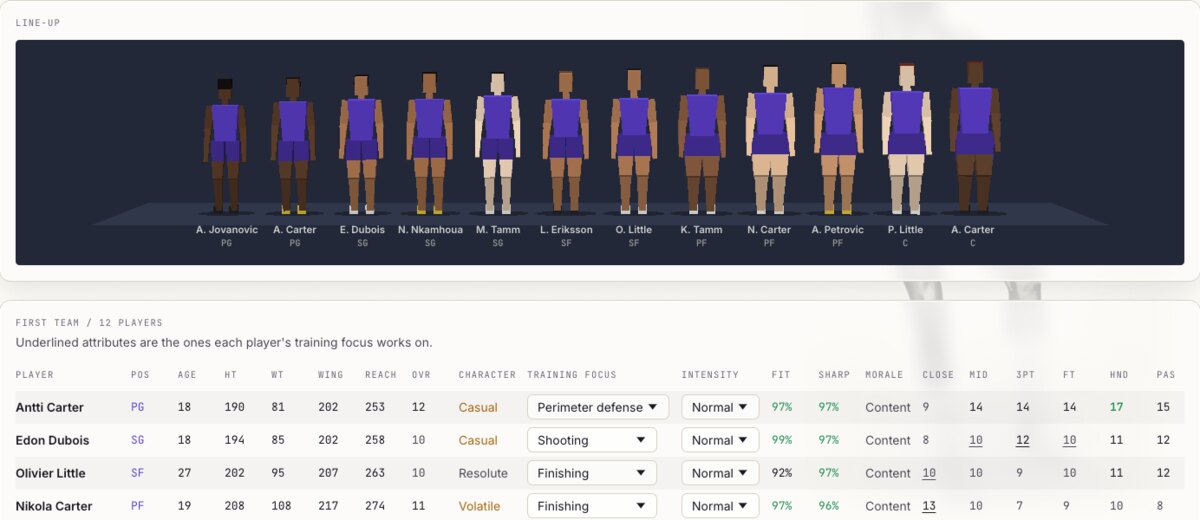 LINE-UP
A. Jovanovic A. Carter E. Dubois N. Nkamhoua M. Tamm L. Eriksson O. Little K. Tamm N. Carter A. Petrovic P. Little A. Carter
PG PG SG SG SG SF SF PF PF PF C C
FIRST TEAM / 12 PLAYERS
Underlined attributes are the ones each player's training focus works on.
PLAYER POS AGE HT WT WING REACH OVR CHARACTER TRAINING FOCUS INTENSITY FIT SHARP MORALE CLOSE MID 3PT FT HND PAS
Antti Carter PG 18 190 81 202 253 12 Casual Perimeter defense Normal 97% 97% Content 9 14 14 14 17 15
Edon Dubois SG 18 194 85 202 258 10 Casual Shooting Normal 99% 97% Content 8 10 12 10 11 12
Olivier Little SF 27 202 95 207 263 10 Resolute Finishing Normal 92% 97% Content 10 10 9 10 11 12
Nikola Carter PF 19 208 108 217 274 11 Volatile Finishing Normal 97% 96% Content 13 10 7 9 10 8